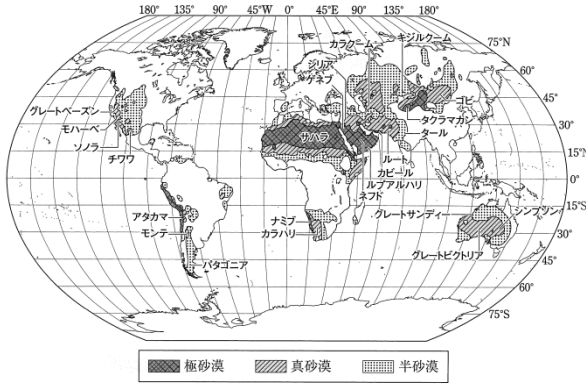 180° 135° 90° 45°W 0° 45°E 90° 135° 180°
カラクーム
キジルクーム
75°N
シリア
ネゲブ
60°
45°
ゴビ
グレートベーズン
タクラマカン
30°
モハーベ
サハラ
タール
ソノラ
チワワ
ルート
15°N
カビール
ルブアルハリ
0°
ネフド
アタカマ
ナミブ
グレートサンディー
シンプソン
15°S
モンテ
カラハリ
30°
パタゴニア
グレートビクトリア
45°
60°
75°S
極砂漠 真砂漠 半砂漠